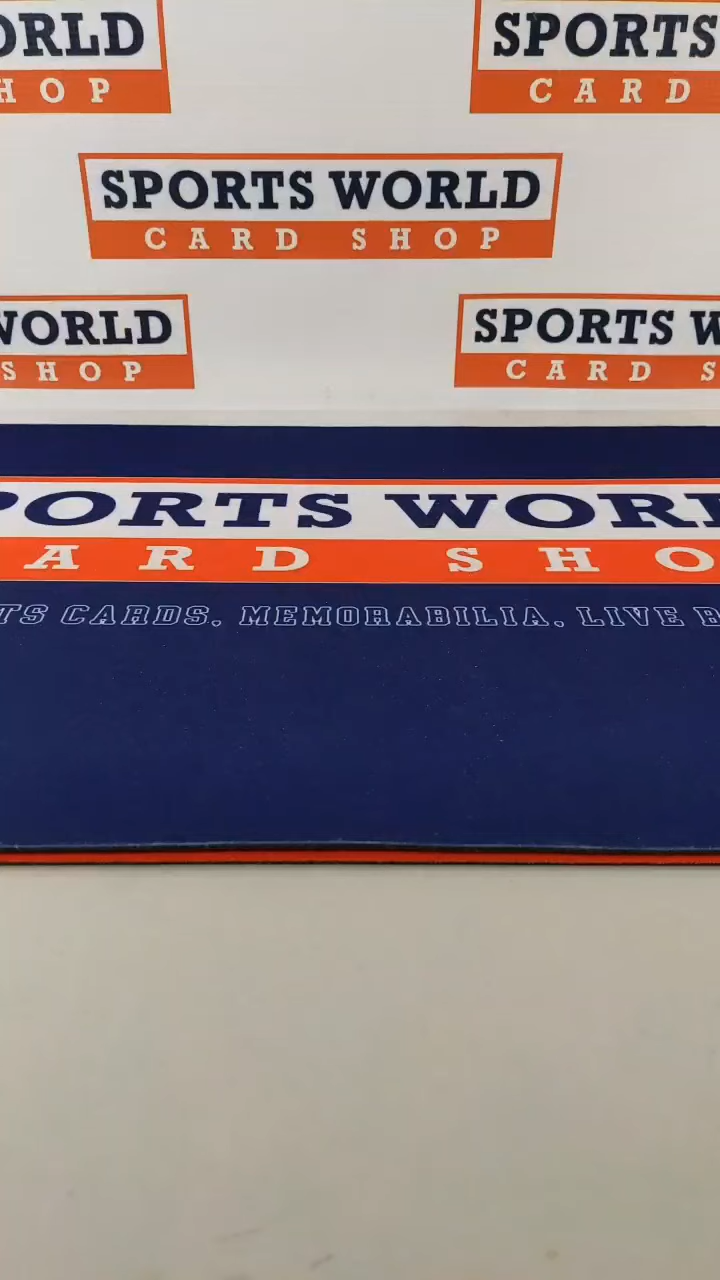 ORLD SPORTS
HOP CARD
SPORTS WORLD
CARD SHOP
WORLD SPORTS W
SHOP CARD S
PORTS WORL
ARD SHO
TS CARDS. MEMORABILIA. LIVE B